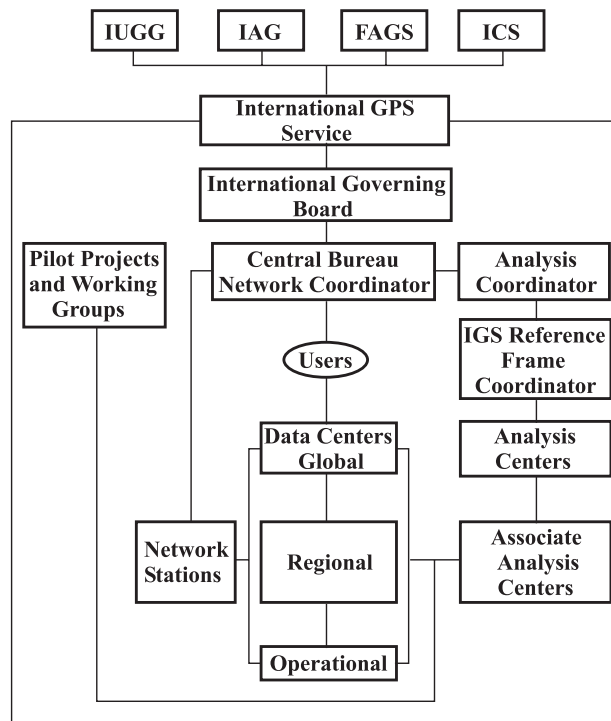 IUGG
IAG
FAGS
ICS
International GPS
Service
International Governing
Board
Pilot Projects
and Working
Groups
Central Bureau
Network Coordinator
Analysis
Coordinator
IGS Reference
Frame
Coordinator
Users
Data Centers
Global
Analysis
Centers
Network
Stations
Regional
Associate
Analysis
Centers
Operational